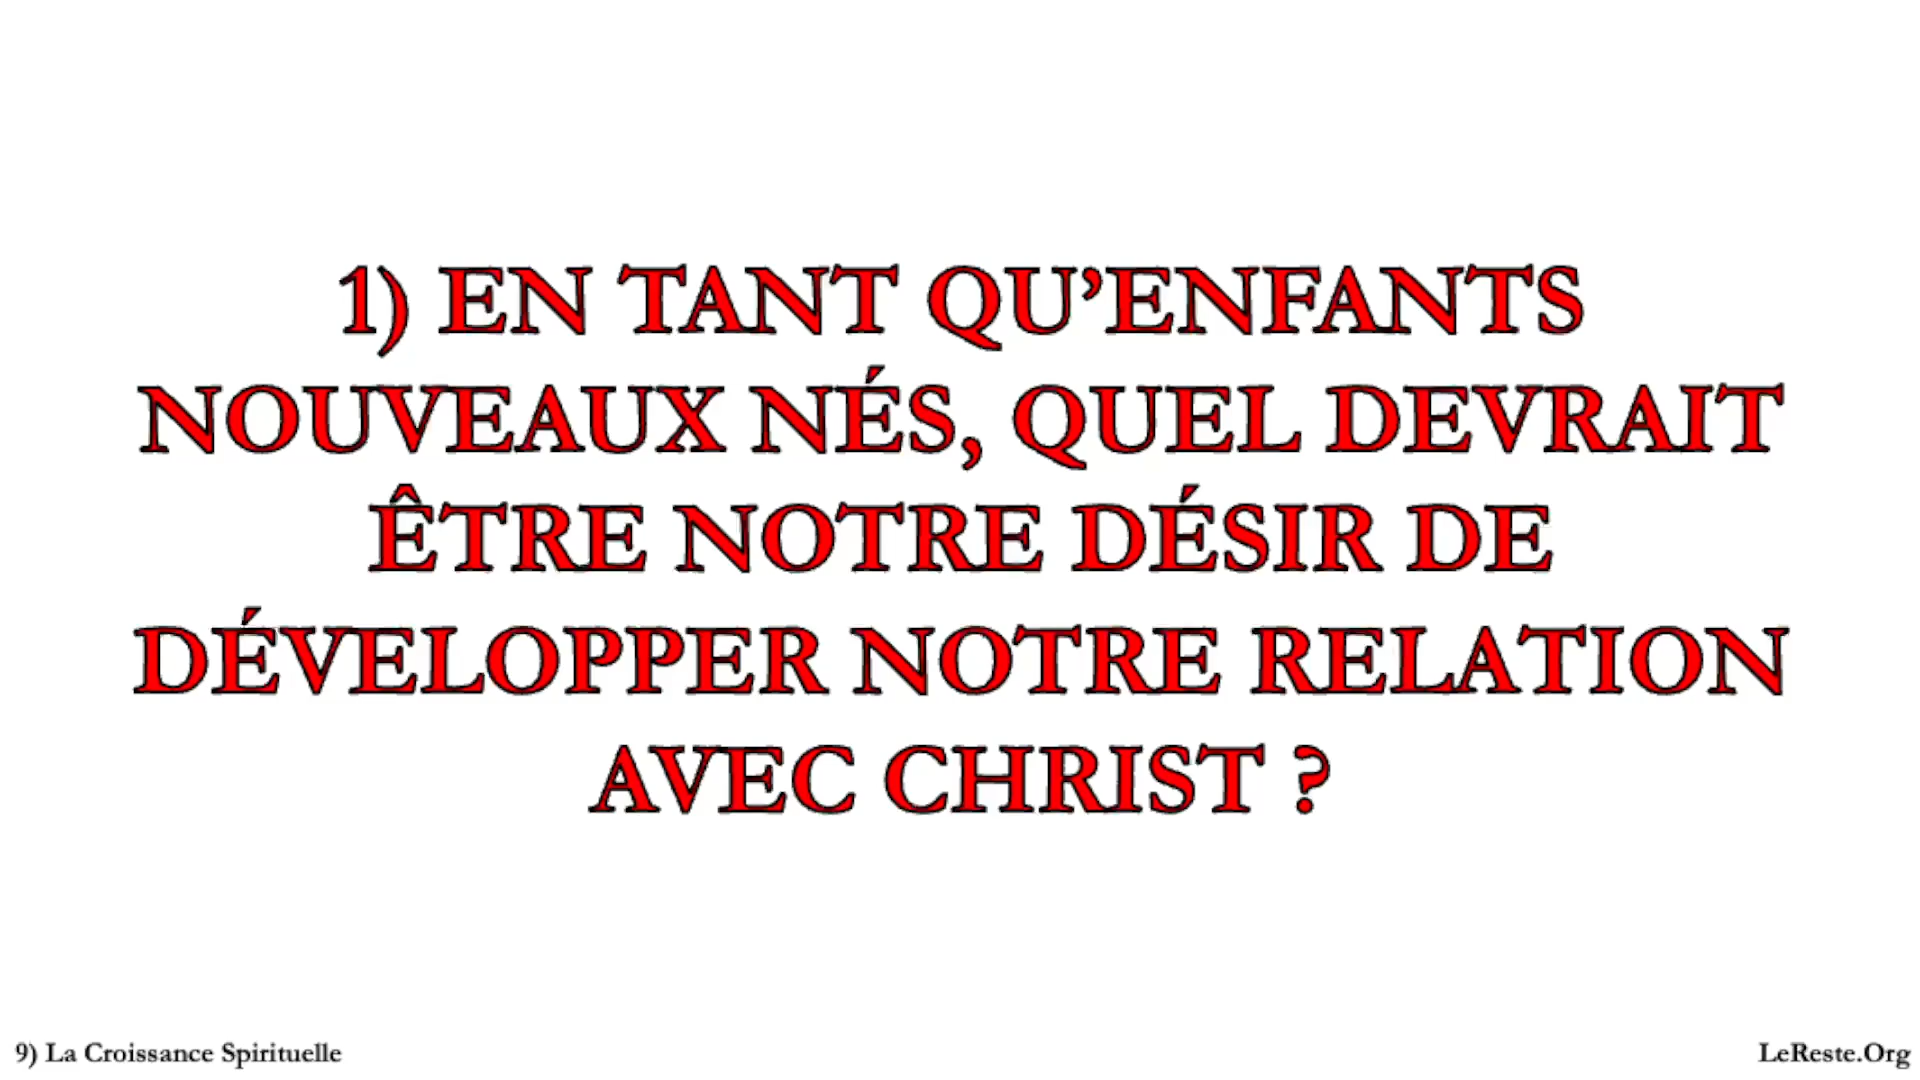 1) EN TANT QU’ENFANTS
NOUVEAUX NÉS, QUEL DEVRAIT
ÊTRE NOTRE DÉSIR DE
DÉVELOPPER NOTRE RELATION
AVEC CHRIST ?
9) La Croissance Spirituelle
LeReste.Org